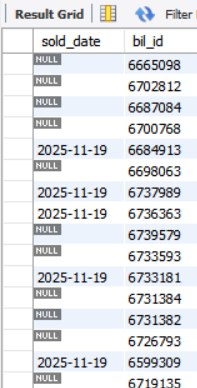 Result Grid Filter
sold_date bil_id
NULL 6665098
NULL 6702812
NULL 6687084
NULL 6700768
2025-11-19 6684913
NULL 6698063
2025-11-19 6737989
2025-11-19 6736363
NULL 6739579
NULL 6733593
2025-11-19 6733181
NULL 6731384
NULL 6731382
NULL 6726793
2025-11-19 6599309
NULL 6719135